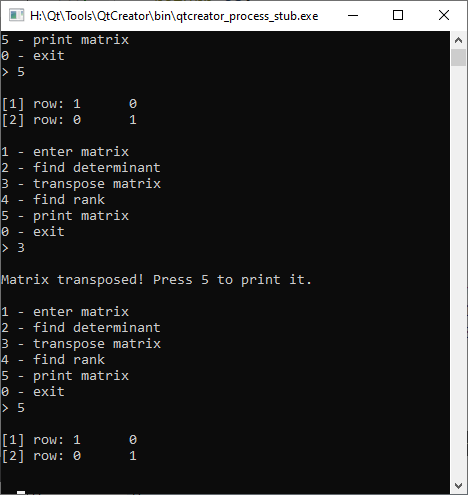 H:\Qt\Tools\QtCreator\bin\qtcreator_process_stub.exe
5 - print matrix
0 - exit
> 5
[1] row: 1 0
[2] row: 0 1
1 - enter matrix
2 - find determinant
3 - transpose matrix
4 - find rank
5 - print matrix
0 - exit
> 3
Matrix transposed! Press 5 to print it.
1 - enter matrix
2 - find determinant
3 - transpose matrix
4 - find rank
5 - print matrix
0 - exit
> 5
[1] row: 1 0
[2] row: 0 1